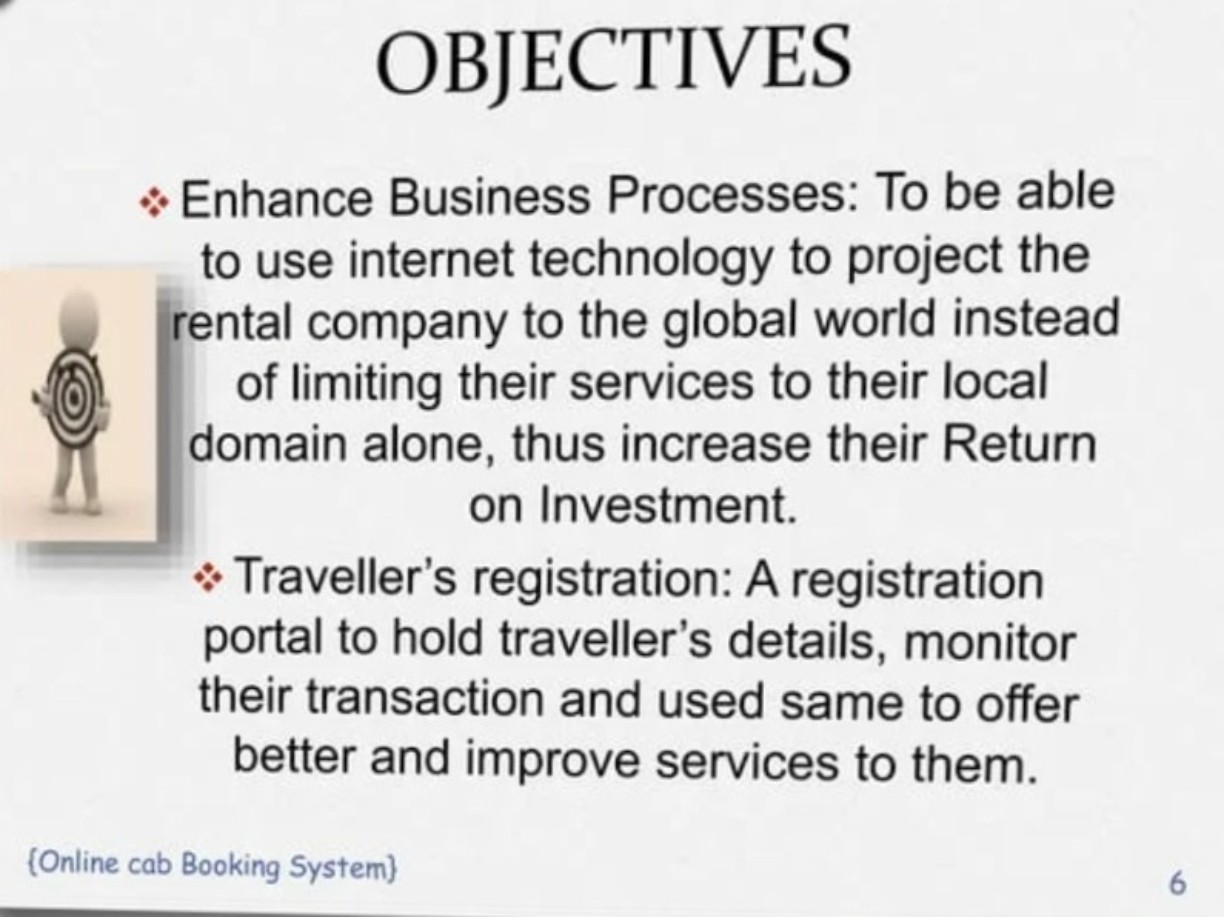 OBJECTIVES
❖ Enhance Business Processes: To be able
to use internet technology to project the
rental company to the global world instead
of limiting their services to their local
domain alone, thus increase their Return
on Investment.
❖ Traveller's registration: A registration
portal to hold traveller's details, monitor
their transaction and used same to offer
better and improve services to them.
{Online cab Booking System}
6